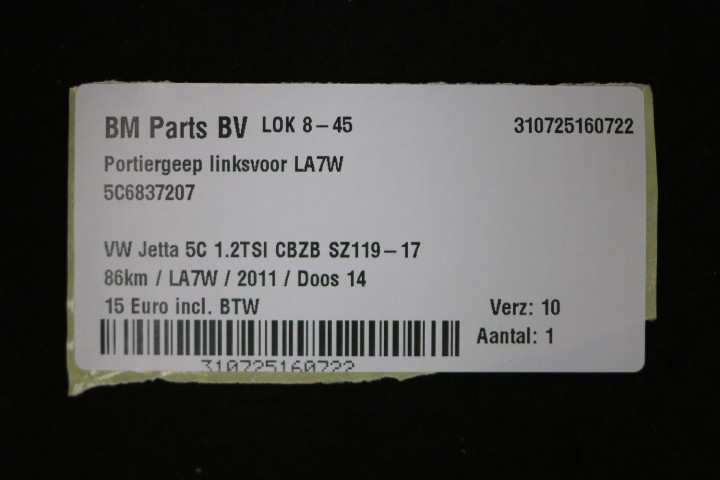 BM Parts BV LOK 8-45 310725160722
Portiergeep linksvoor LA7W
5C6837207
VW Jetta 5C 1.2TSI CBZB SZ119-17
86km / LA7W / 2011 / Doos 14
15 Euro incl. BTW Verz: 10
Aantal: 1
310725160722